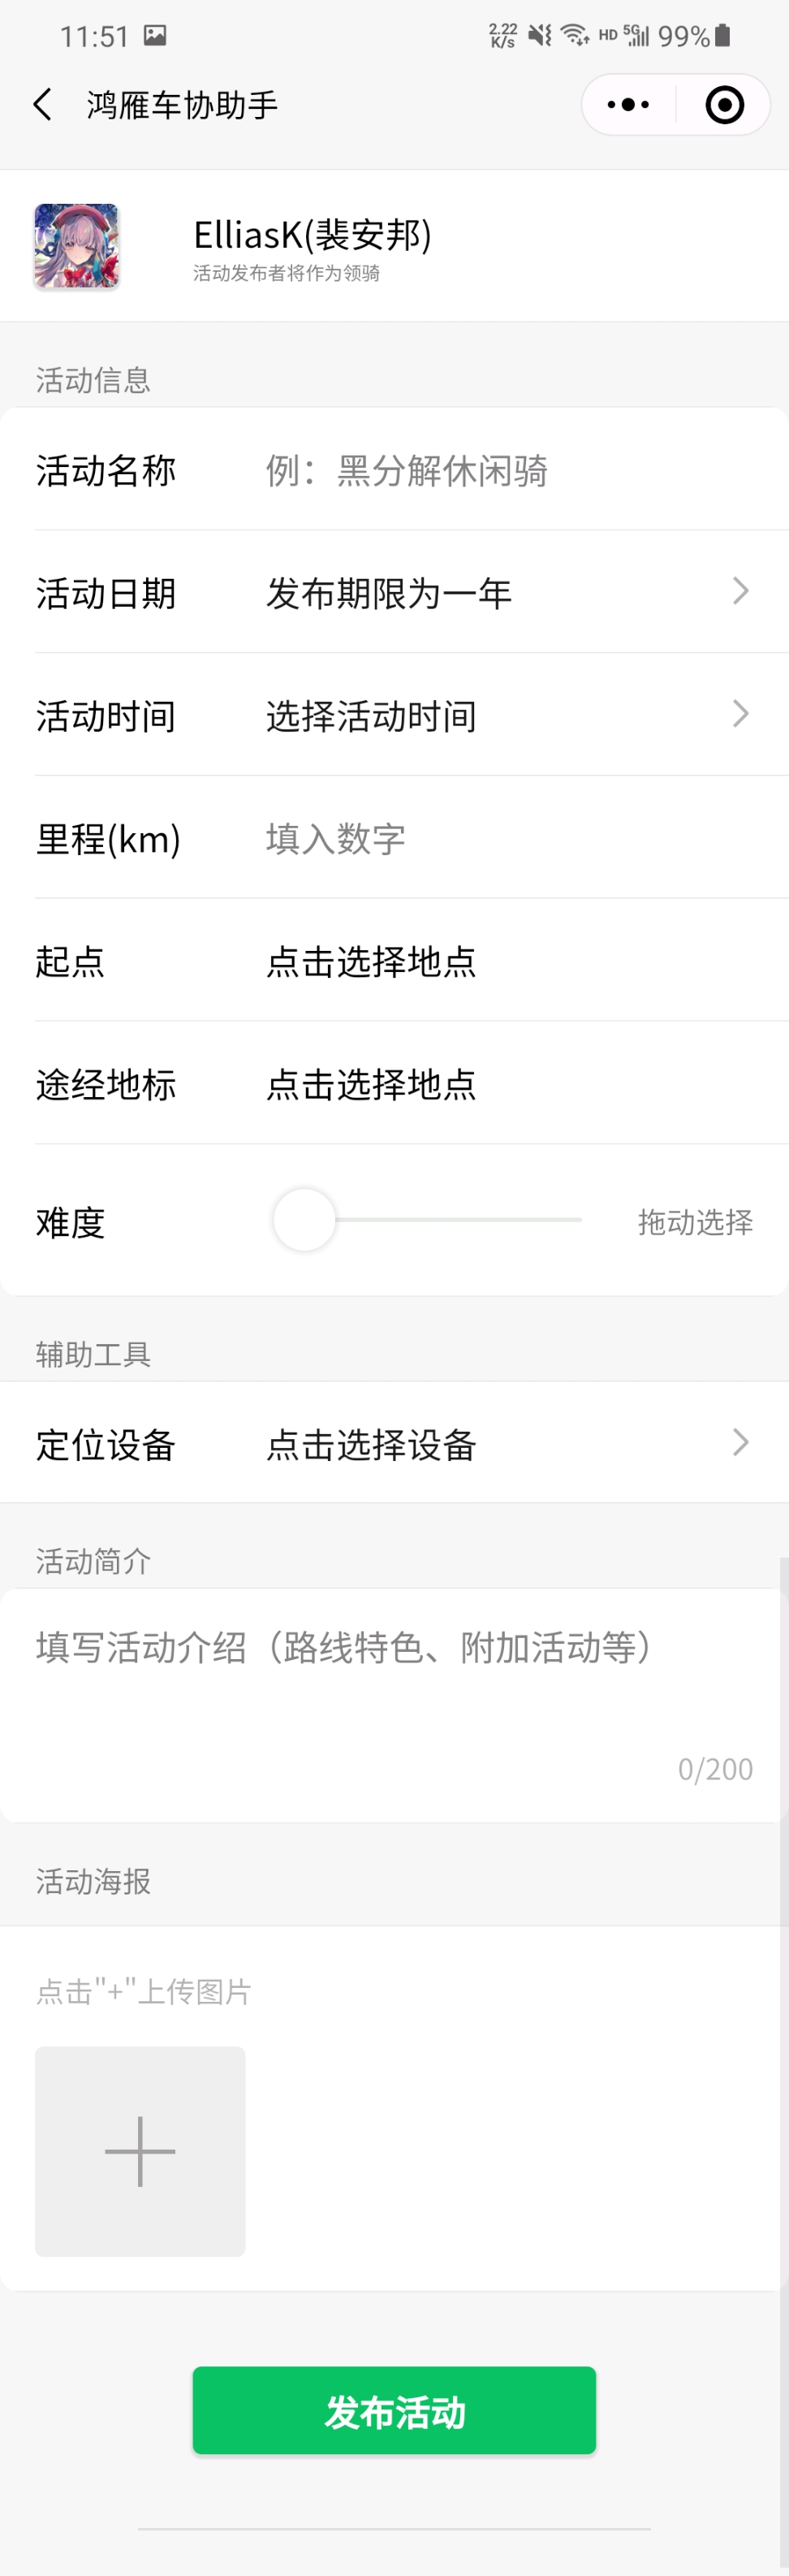 11:51 2.22 K/s HD 5G 99%
鸿雁车协助手
ElliasK(裴安邦)
活动发布者将作为领骑
活动信息
活动名称 例：黑分解休闲骑
活动日期 发布期限为一年
活动时间 选择活动时间
里程(km) 填入数字
起点 点击选择地点
途经地标 点击选择地点
难度 拖动选择
辅助工具
定位设备 点击选择设备
活动简介
填写活动介绍（路线特色、附加活动等）
0/200
活动海报
点击"+"上传图片
发布活动